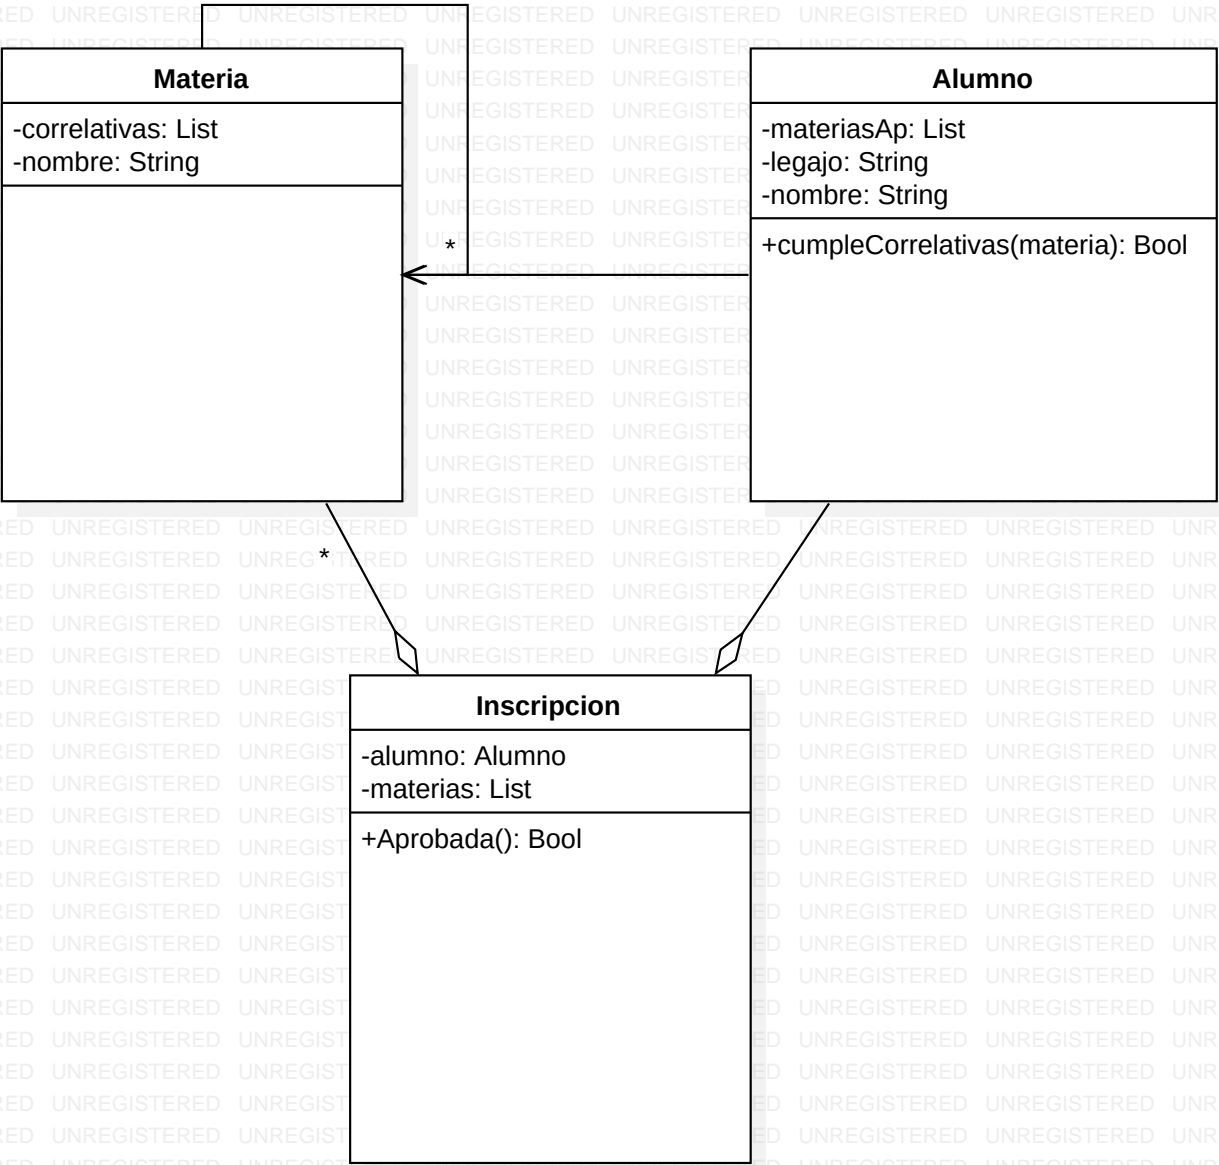 Materia
-correlativas: List
-nombre: String
Alumno
-materiasAp: List
-legajo: String
-nombre: String
+cumpleCorrelativas(materia): Bool
*
*
Inscripcion
-alumno: Alumno
-materias: List
+Aprobada(): Bool
UNREGISTERED